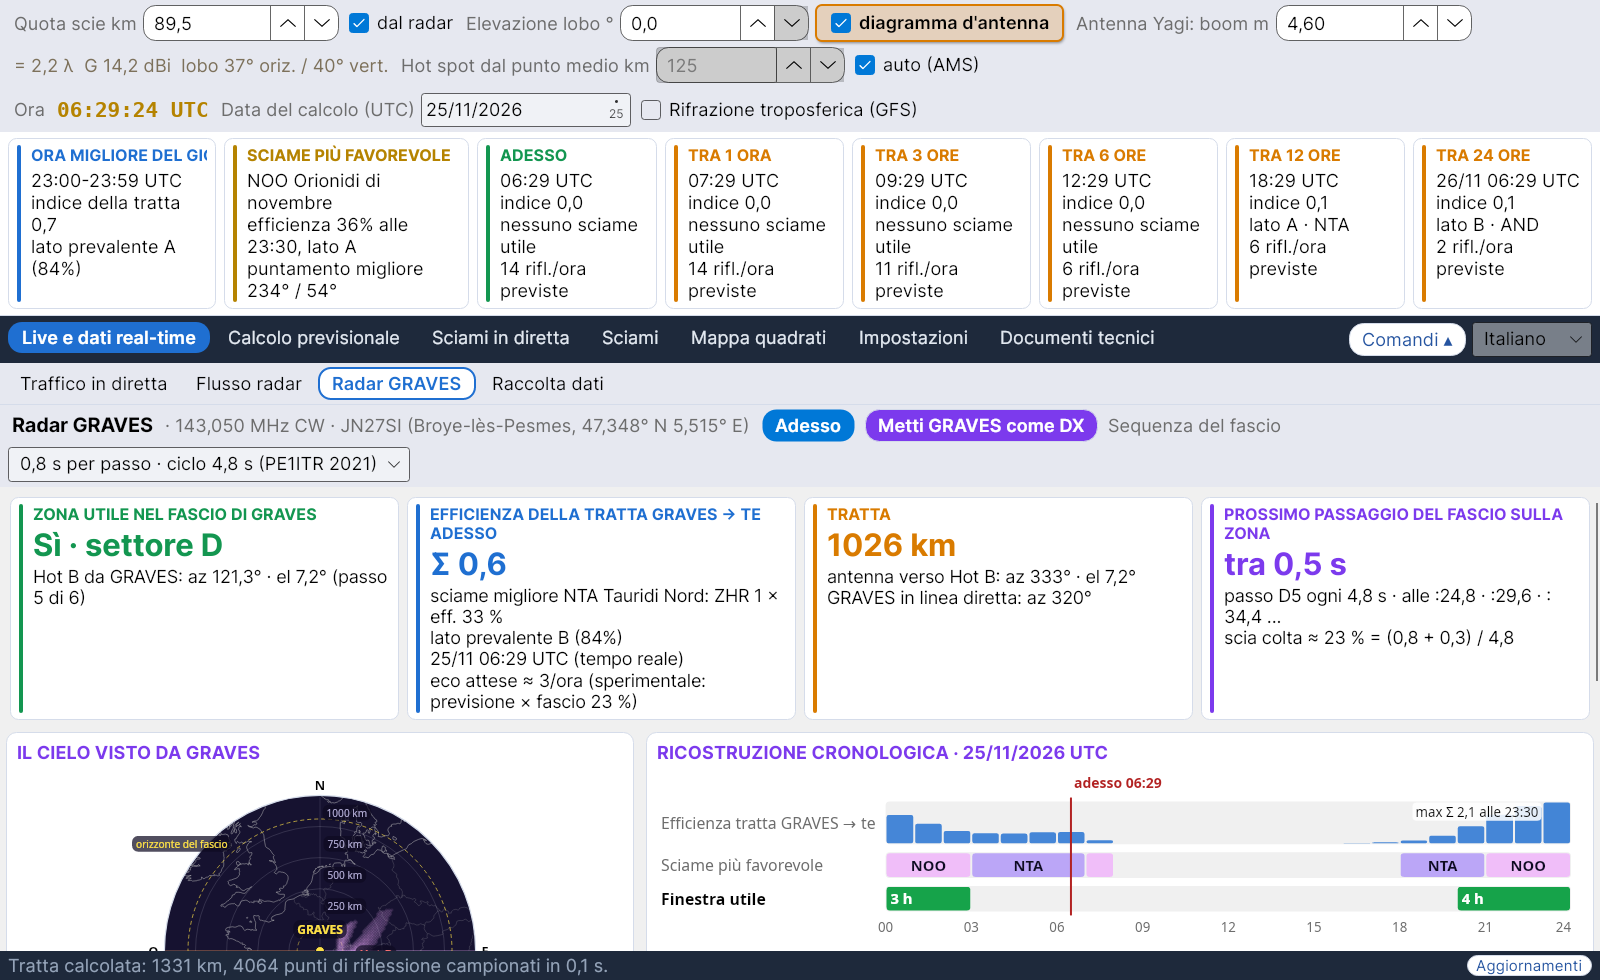 Quota scie km 89,5 dal radar Elevazione lobo ° 0,0 diagramma d'antenna Antenna Yagi: boom m 4,60
= 2,2 λ G 14,2 dBi lobo 37° oriz. / 40° vert. Hot spot dal punto medio km 125 auto (AMS)
Ora 06:29:24 UTC Data del calcolo (UTC) 25/11/2026 25 Rifrazione troposferica (GFS)
ORA MIGLIORE DEL GI
23:00-23:59 UTC
indice della tratta
0,7
lato prevalente A
(84%)
SCIAME PIÙ FAVOREVOLE
NOO Orionidi di
novembre
efficienza 36% alle
23:30, lato A
puntamento migliore
234° / 54°
ADESSO
06:29 UTC
indice 0,0
nessuno sciame
utile
14 rifl./ora
previste
TRA 1 ORA
07:29 UTC
indice 0,0
nessuno sciame
utile
14 rifl./ora
previste
TRA 3 ORE
09:29 UTC
indice 0,0
nessuno sciame
utile
11 rifl./ora
previste
TRA 6 ORE
12:29 UTC
indice 0,0
nessuno sciame
utile
6 rifl./ora
previste
TRA 12 ORE
18:29 UTC
indice 0,1
lato A · NTA
6 rifl./ora
previste
TRA 24 ORE
26/11 06:29 UTC
indice 0,1
lato B · AND
2 rifl./ora
previste
Live e dati real-time Calcolo previsionale Sciami in diretta Sciami Mappa quadrati Impostazioni Documenti tecnici Comandi ▴ Italiano
Traffico in diretta Flusso radar Radar GRAVES Raccolta dati
Radar GRAVES · 143,050 MHz CW · JN27SI (Broye-lès-Pesmes, 47,348° N 5,515° E) Adesso Metti GRAVES come DX Sequenza del fascio
0,8 s per passo · ciclo 4,8 s (PE1ITR 2021)
ZONA UTILE NEL FASCIO DI GRAVES
Sì · settore D
Hot B da GRAVES: az 121,3° · el 7,2° (passo
5 di 6)
EFFICIENZA DELLA TRATTA GRAVES → TE
ADESSO
Σ 0,6
sciame migliore NTA Tauridi Nord: ZHR 1 ×
eff. 33 %
lato prevalente B (84%)
25/11 06:29 UTC (tempo reale)
eco attese ≈ 3/ora (sperimentale:
previsione × fascio 23 %)
TRATTA
1026 km
antenna verso Hot B: az 333° · el 7,2°
GRAVES in linea diretta: az 320°
PROSSIMO PASSAGGIO DEL FASCIO SULLA
ZONA
tra 0,5 s
passo D5 ogni 4,8 s · alle :24,8 · :29,6 · :
34,4 ...
scia colta ≈ 23 % = (0,8 + 0,3) / 4,8
IL CIELO VISTO DA GRAVES
N
1000 km
orizzonte del fascio
750 km
500 km
250 km
GRAVES
RICOSTRUZIONE CRONOLOGICA · 25/11/2026 UTC
adesso 06:29
max Σ 2,1 alle 23:30
Efficienza tratta GRAVES → te
Sciame più favorevole NOO NTA NTA NOO
Finestra utile 3 h 4 h
00 03 06 09 12 15 18 21 24
Tratta calcolata: 1331 km, 4064 punti di riflessione campionati in 0,1 s. Aggiornamenti